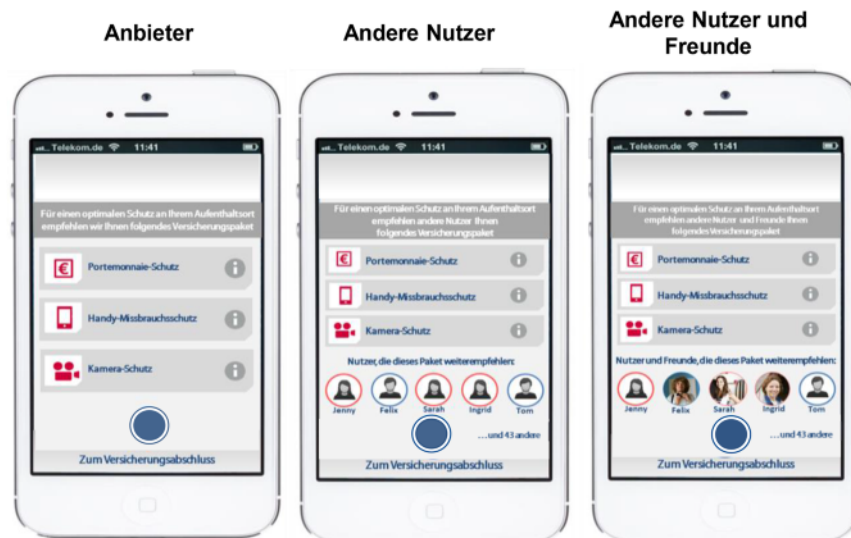 Anbieter
Andere Nutzer
Andere Nutzer und
Freunde
Telekom.de 11:41
Für einen optimalen Schutz an Ihrem Aufenthaltsort
empfehlen wir Ihnen folgendes Versicherungspaket
Portemonnaie-Schutz
Handy-Missbrauchsschutz
Kamera-Schutz
Zum Versicherungsabschluss
Telekom.de 11:41
Für einen optimalen Schutz an Ihrem Aufenthaltsort
empfehlen andere Nutzer Ihnen
folgendes Versicherungspaket
Portemonnaie-Schutz
Handy-Missbrauchsschutz
Kamera-Schutz
Nutzer, die dieses Paket weiterempfehlen:
Jenny Felix Sarah Ingrid Tom
...und 43 andere
Zum Versicherungsabschluss
Telekom.de 11:41
Für einen optimalen Schutz an Ihrem Aufenthaltsort
empfehlen andere Nutzer und Freunde Ihnen
folgendes Versicherungspaket
Portemonnaie-Schutz
Handy-Missbrauchsschutz
Kamera-Schutz
Nutzer und Freunde, die dieses Paket weiterempfehlen:
Jenny Felix Sarah Ingrid Tom
...und 43 andere
Zum Versicherungsabschluss